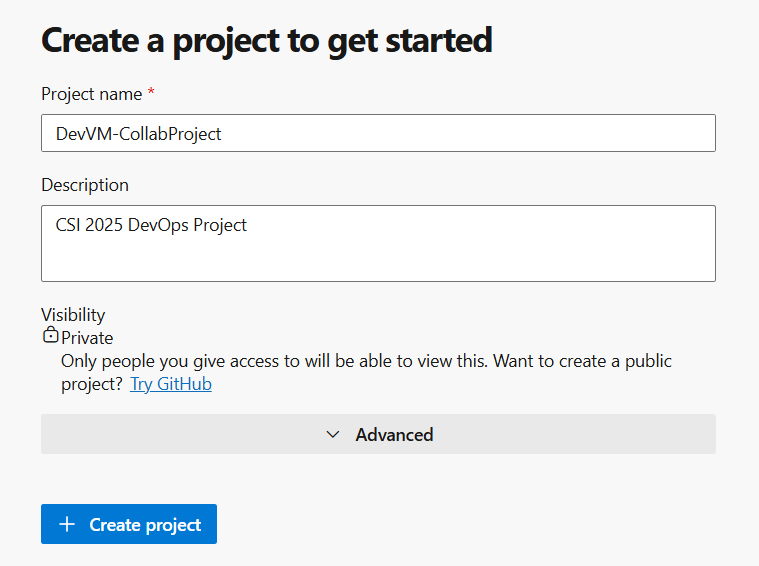 Create a project to get started
Project name *
DevVM-CollabProject
Description
CSI 2025 DevOps Project
Visibility
Private
Only people you give access to will be able to view this. Want to create a public
project? Try GitHub
Advanced
+ Create project